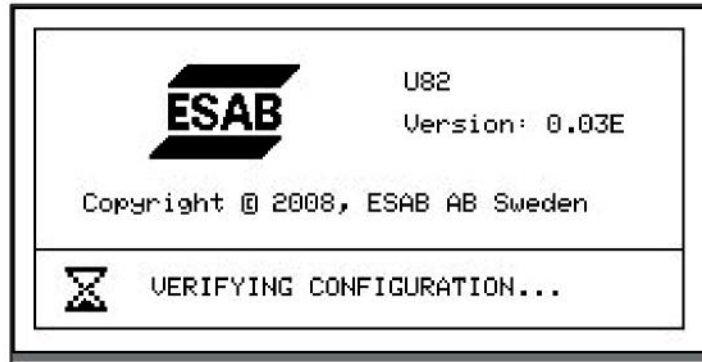 ESAB
U82
Version: 0.03E
Copyright © 2008, ESAB AB Sweden
VERIFYING CONFIGURATION...